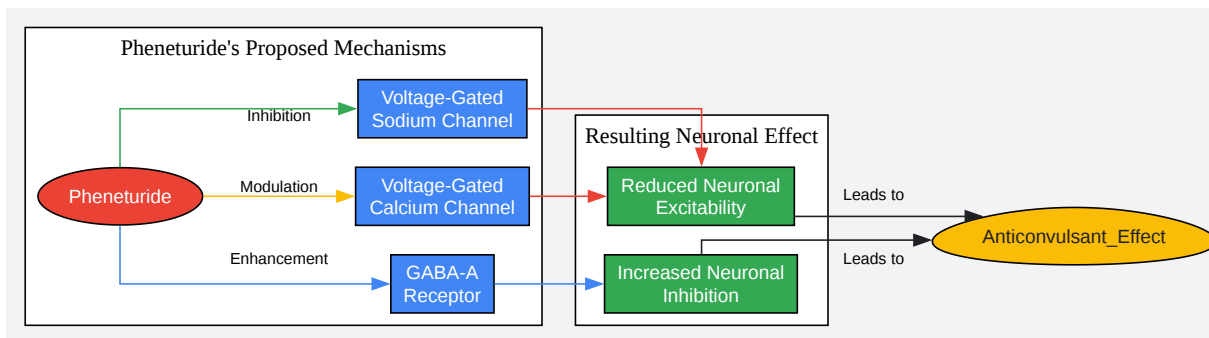 Pheneturide's Proposed Mechanisms
Voltage-Gated
Sodium Channel
Inhibition
Resulting Neuronal Effect
Pheneturide
Modulation
Voltage-Gated
Calcium Channel
Reduced Neuronal
Excitability
Leads to
Anticonvulsant_Effect
Enhancement
GABA-A
Receptor
Increased Neuronal
Inhibition
Leads to